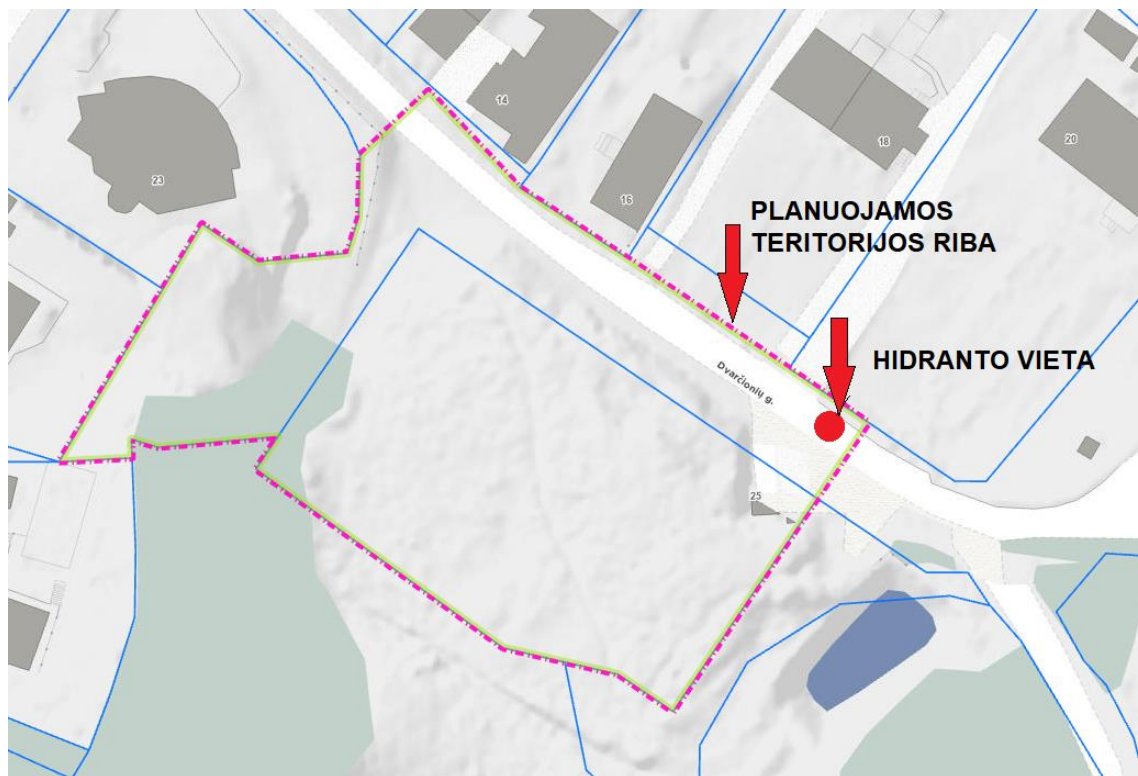 14
18
20
23
16
PLANUOJAMOS
TERITORIJOS RIBA
HIDRANTO VIETA
Dvarčionių g.
25